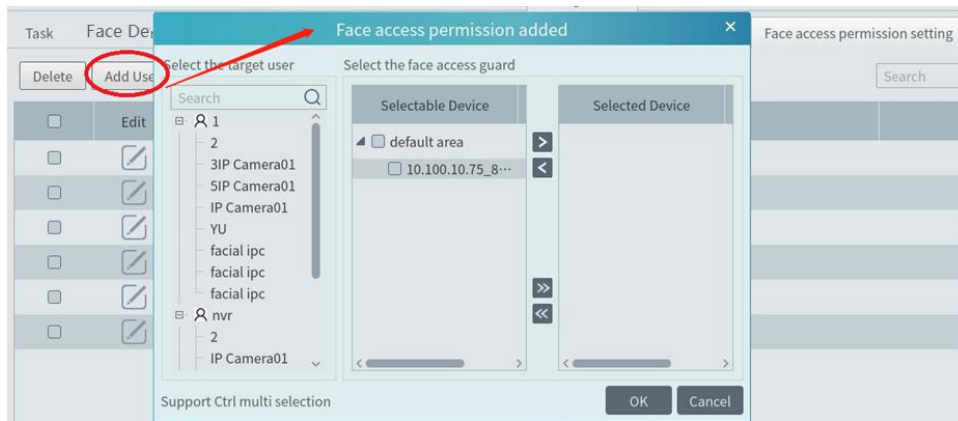 Task
Face De
Face access permission added
×
Face access permission setting
Delete
Add Use
Select the target user
Select the face access guard
Search
Search
Edit
Selectable Device
Selected Device
1
2
3IP Camera01
5IP Camera01
IP Camera01
YU
facial ipc
facial ipc
facial ipc
nvr
2
IP Camera01
default area
10.100.10.75_8···
Support Ctrl multi selection
OK
Cancel